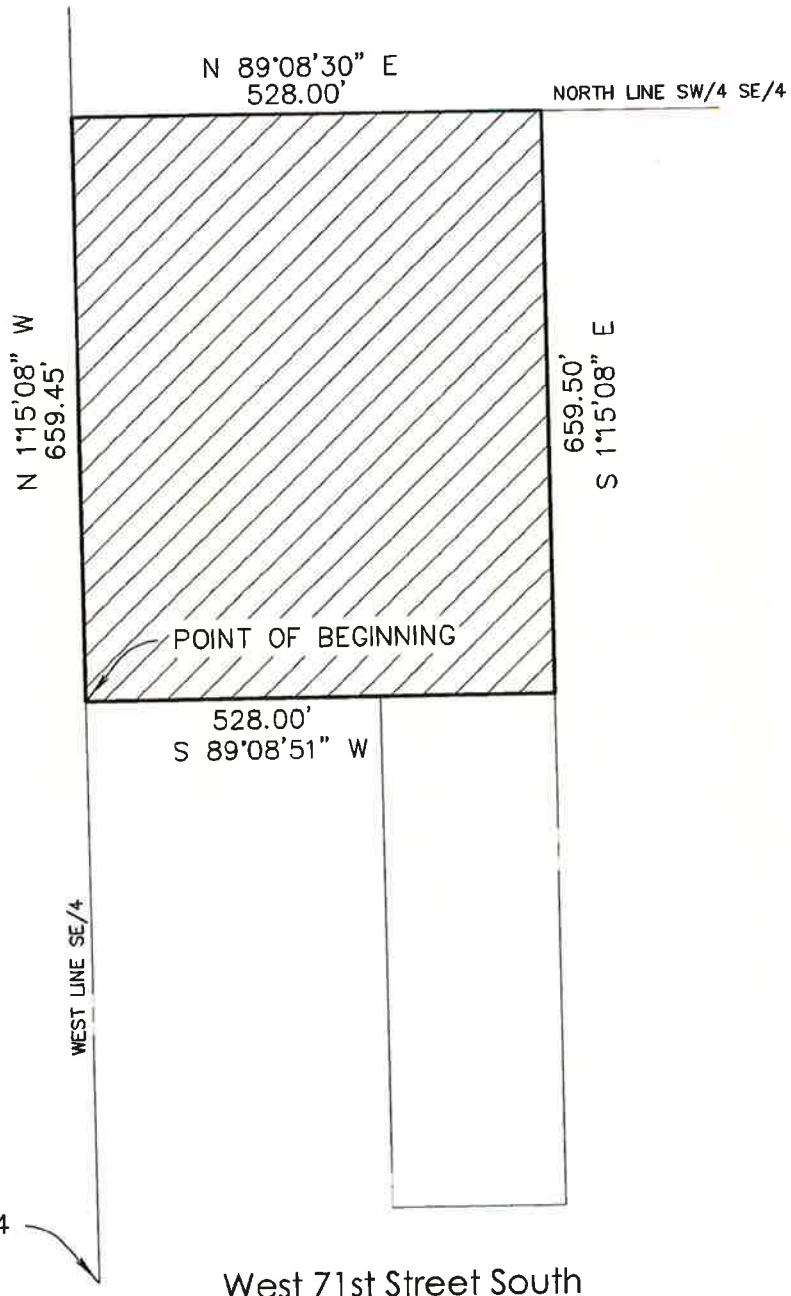 N 89°08'30" E
528.00'
NORTH LINE SW/4 SE/4
N 1°15'08" W
659.45'
659.50'
S 1°15'08" E
POINT OF BEGINNING
528.00'
S 89°08'51" W
WEST LINE SE/4
4
West 71st Street South